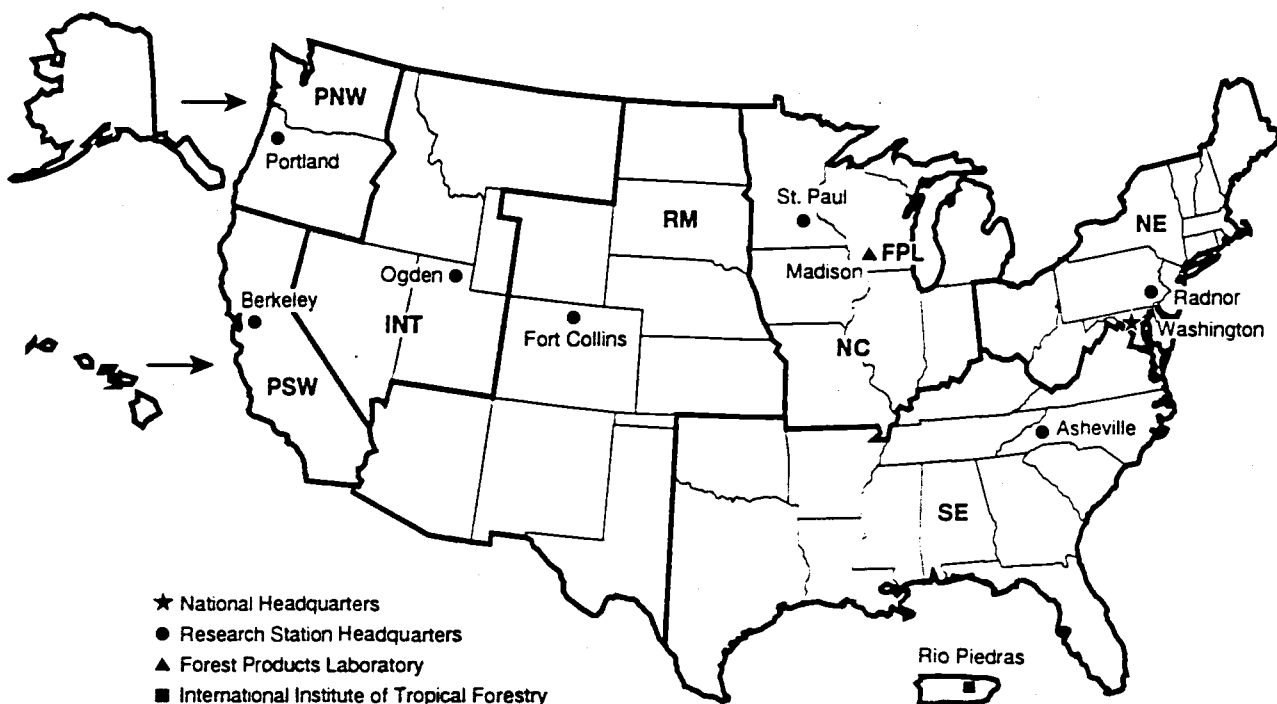 PNW
Portland
St. Paul
RM
NE
FPL
Madison
Ogden
Radnor
Berkeley
Washington
INT
Fort Collins
NC
PSW
Asheville
SE
★ National Headquarters
● Research Station Headquarters
▲ Forest Products Laboratory
■ International Institute of Tropical Forestry
Rio Piedras